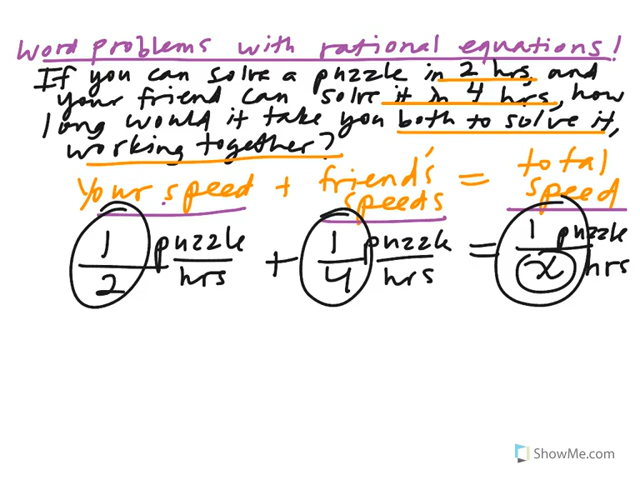 Word problems with rational equations!
If you can solve a puzzle in 2 hrs and
your friend can solve it in 4 hrs, how
long would it take you both to solve it,
working together?
your speed + friend's speeds = total speed
1/2 puzzle/hrs + 1/4 puzzle/hrs = 1/x puzzle/hrs
ShowMe.com